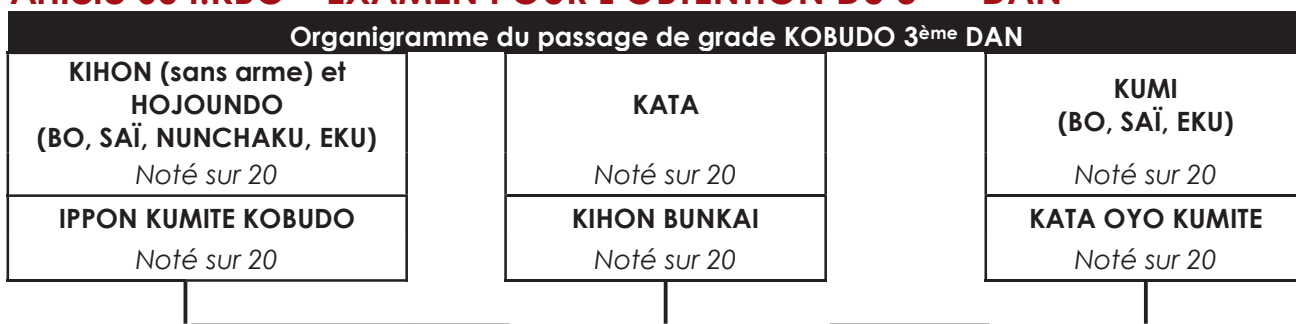 Organigramme du passage de grade KOBUDO 3ème DAN
KIHON (sans arme) et
HOJOUNDO
(BO, SAÏ, NUNCHAKU, EKU)
Noté sur 20
KATA
Noté sur 20
KUMI
(BO, SAÏ, EKU)
Noté sur 20
IPPON KUMITE KOBUDO
Noté sur 20
KIHON BUNKAI
Noté sur 20
KATA OYO KUMITE
Noté sur 20